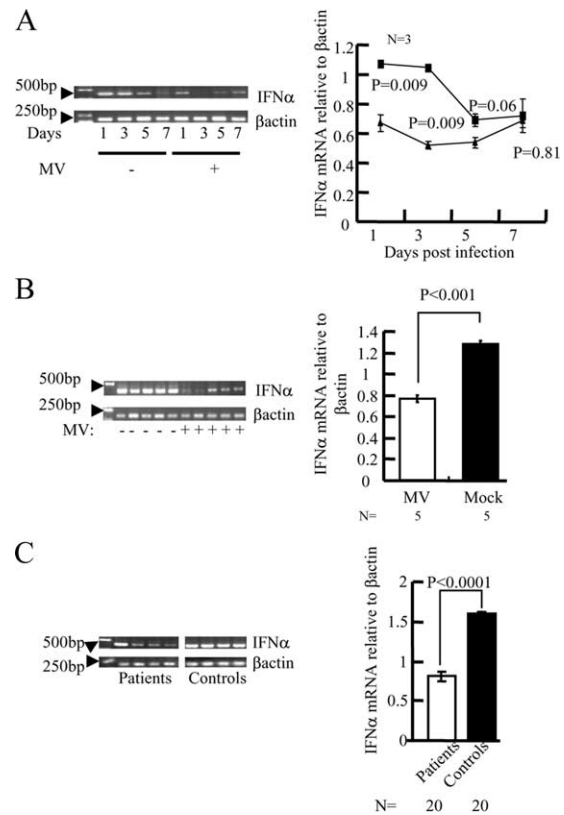 A
500bp
IFNα
250bp
βactin
Days 1 3 5 7 1 3 5 7
MV - +
IFNα mRNA relative to βactin
1.2
1
0.8
0.6
0.4
0.2
0
N=3
P=0.009
P=0.009
P=0.06
P=0.81
1 3 5 7
Days post infection
B
500bp
IFNα
250bp
βactin
MV: - - - - - + + + + +
IFNα mRNA relative to
βactin
P<0.001
1.4
1.2
1
0.8
0.6
0.4
0.2
0
MV Mock
N= 5 5
C
500bp
IFNα
250bp
βactin
Patients Controls
IFNα mRNA relative to βactin
P<0.0001
2
1.5
1
0.5
0
Patients
Controls
N= 20 20